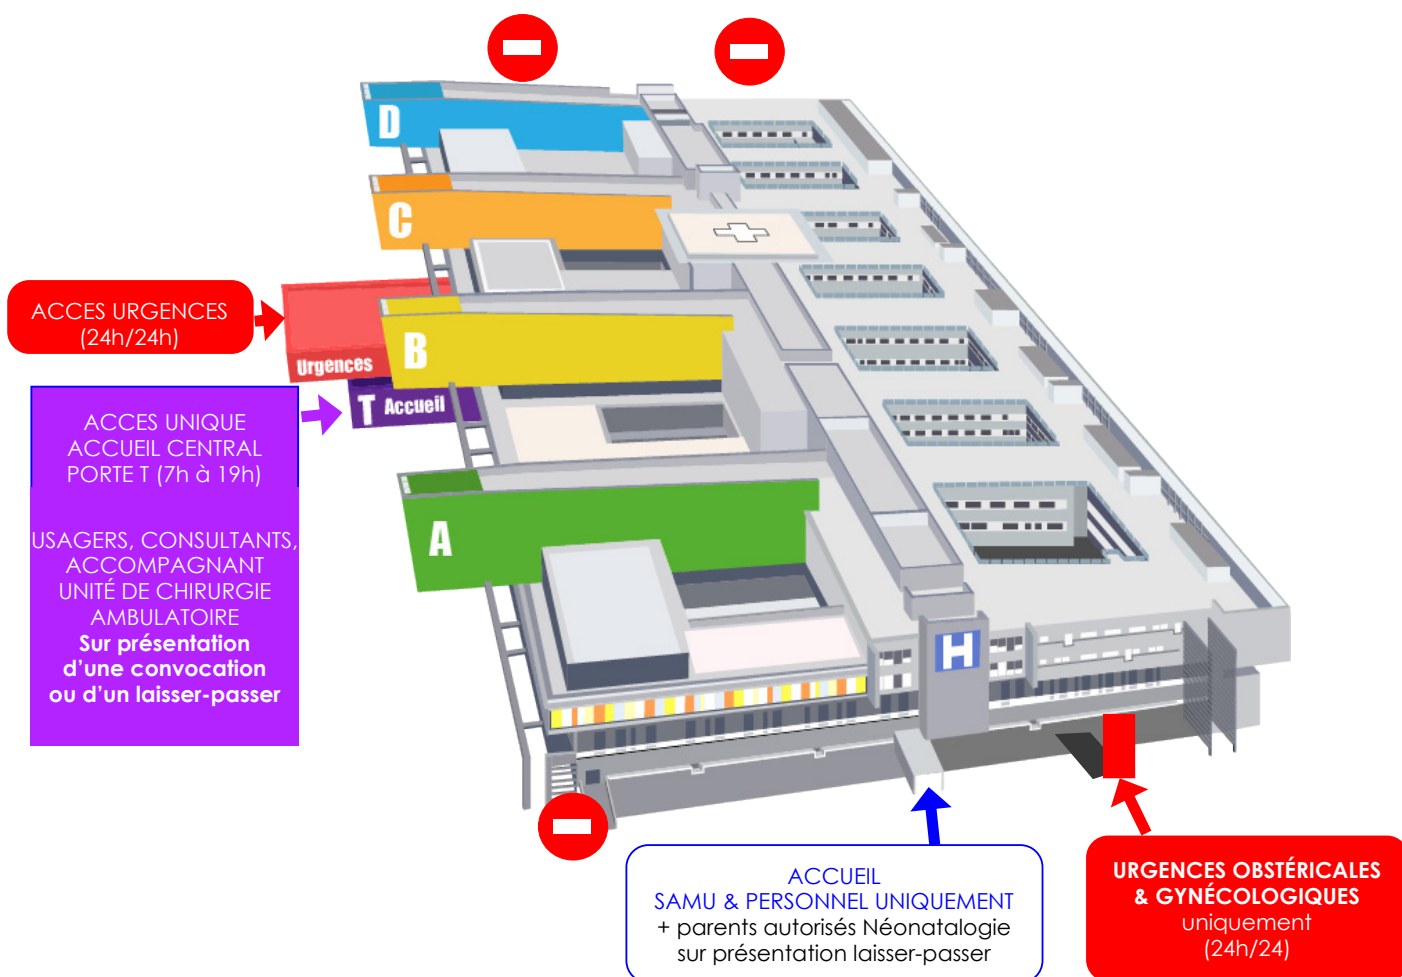 D
C
ACCES URGENCES
(24h/24h)
Urgences
B
T Accueil
ACCES UNIQUE
ACCUEIL CENTRAL
PORTE T (7h à 19h)
USAGERS, CONSULTANTS,
ACCOMPAGNANT
UNITÉ DE CHIRURGIE
AMBULATOIRE
Sur présentation
d'une convocation
ou d'un laisser-passer
A
H
ACCUEIL
SAMU & PERSONNEL UNIQUEMENT
+ parents autorisés Néonatalogie
sur présentation laisser-passer
URGENCES OBSTÉRICALES
& GYNÉCOLOGIQUES
uniquement
(24h/24)